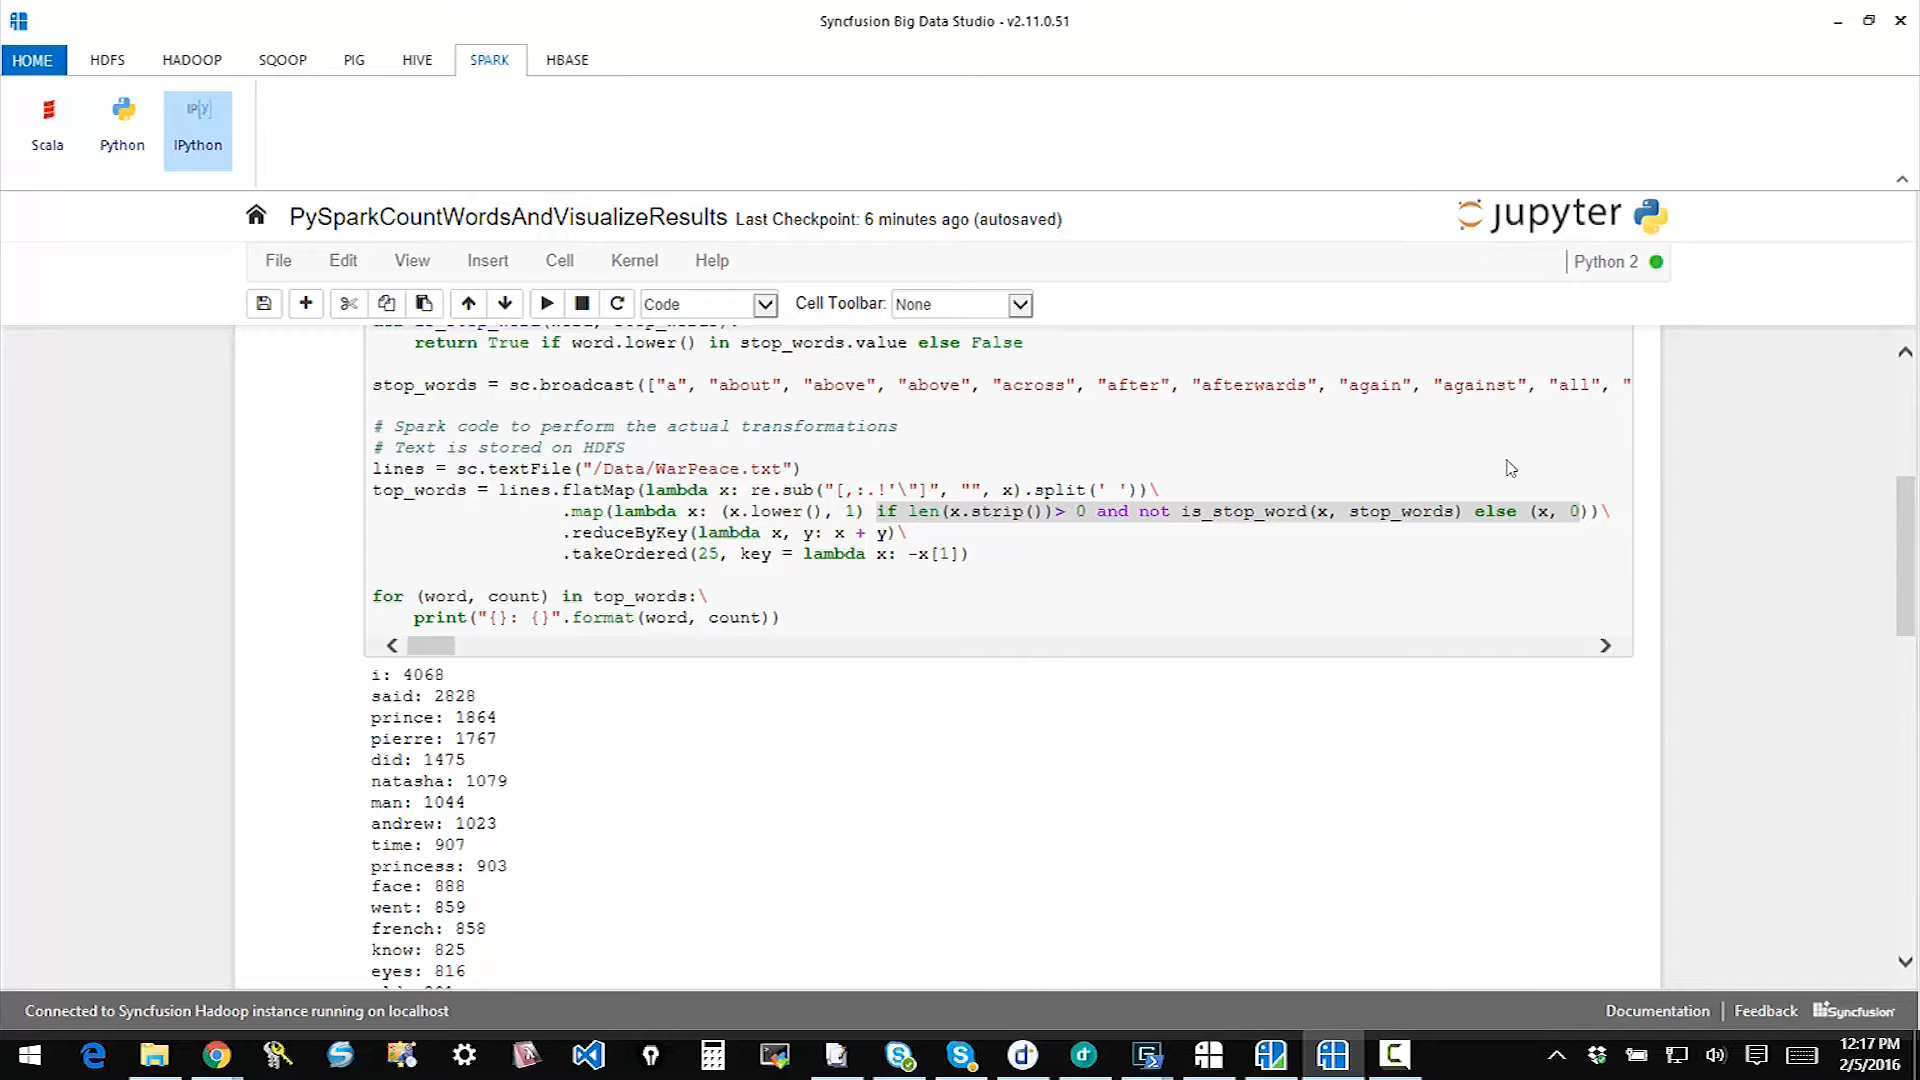 Syncfusion Big Data Studio - v2.11.0.51
HOME HDFS HADOOP SQOOP PIG HIVE SPARK HBASE
IP[y]
Scala Python IPython
PySparkCountWordsAndVisualizeResults Last Checkpoint: 6 minutes ago (autosaved)
jupyter
File Edit View Insert Cell Kernel Help
Python 2
Code Cell Toolbar: None
return True if word.lower() in stop_words.value else False
stop_words = sc.broadcast(["a", "about", "above", "above", "across", "after", "afterwards", "again", "against", "all", "
# Spark code to perform the actual transformations
# Text is stored on HDFS
lines = sc.textFile("/Data/WarPeace.txt")
top_words = lines.flatMap(lambda x: re.sub("[,:.!'\"]", "", x).split(' '))\
.map(lambda x: (x.lower(), 1) if len(x.strip())> 0 and not is_stop_word(x, stop_words) else (x, 0))\
.reduceByKey(lambda x, y: x + y)\
.takeOrdered(25, key = lambda x: -x[1])
for (word, count) in top_words:\
print("{}: {}".format(word, count))
i: 4068
said: 2828
prince: 1864
pierre: 1767
did: 1475
natasha: 1079
man: 1044
andrew: 1023
time: 907
princess: 903
face: 888
went: 859
french: 858
know: 825
eyes: 816
Connected to Syncfusion Hadoop instance running on localhost
Documentation | Feedback Syncfusion
12:17 PM
2/5/2016